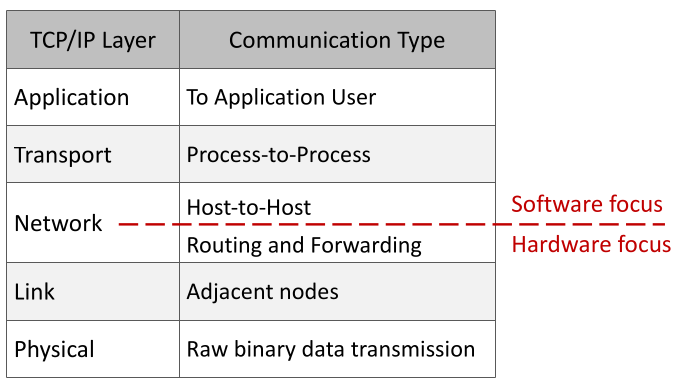 TCP/IP Layer Communication Type
Application To Application User
Transport Process-to-Process
Network Host-to-Host
Routing and Forwarding
Software focus
Hardware focus
Link Adjacent nodes
Physical Raw binary data transmission